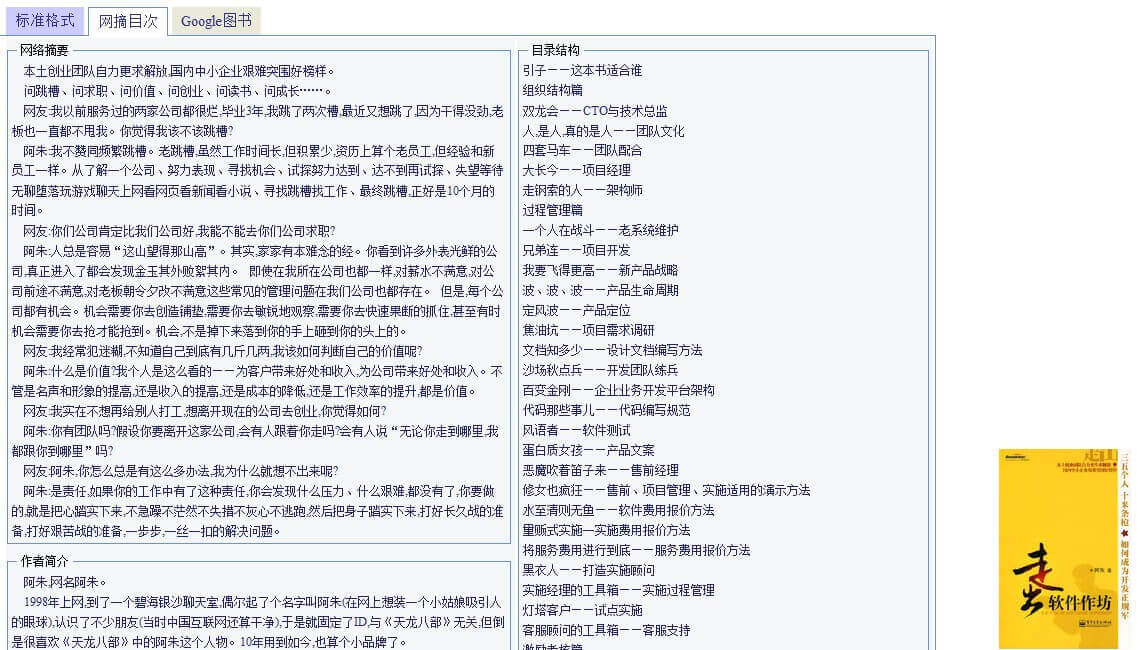 标准格式 网摘目次 Google图书
网络摘要
本土创业团队自力更求解放,国内中小企业艰难突围好榜样。
问跳槽、问求职、问价值、问创业、问读书、问成长……。
网友:我以前服务过的两家公司都很烂,毕业3年,我跳了两次槽,最近又想跳了,因为干得没劲,老
板也一直都不甩我。你觉得我该不该跳槽?
阿朱:我不赞同频繁跳槽。老跳槽,虽然工作时间长,但积累少,资历上算个老员工,但经验和新
员工一样。从了解一个公司、努力表现、寻找机会、试探努力达到、达不到再试探、失望等待
无聊堕落玩游戏聊天上网看网页看新闻看小说、寻找跳槽找工作、最终跳槽,正好是10个月的
时间。
网友:你们公司肯定比我们公司好,我能不能去你们公司求职?
阿朱:人总是容易“这山望得那山高”。其实,家家有本难念的经。你看到许多外表光鲜的公
司,真正进入了都会发现金玉其外败絮其内。 即使在我所在公司也都一样,对薪水不满意,对公
司前途不满意,对老板朝令夕改不满意这些常见的管理问题在我们公司也都存在。 但是,每个公
司都有机会。机会需要你去创造铺垫,需要你去敏锐地观察,需要你去快速果断的抓住,甚至有时
机会需要你去抢才能抢到。机会,不是掉下来落到你的手上砸到你的头上的。
网友:我经常犯迷糊,不知道自己到底有几斤几两,我该如何判断自己的价值呢?
阿朱:什么是价值?我个人是这么看的——为客户带来好处和收入,为公司带来好处和收入。不
管是名声和形象的提高,还是收入的提高,还是成本的降低,还是工作效率的提升,都是价值。
网友:我实在不想再给别人打工,想离开现在的公司去创业,你觉得如何?
阿朱:你有团队吗?假设你要离开这家公司,会有人跟着你走吗?会有人说“无论你走到哪里,我
都跟你到哪里”吗?
网友:阿朱,你怎么总是有这么多办法,我为什么就想不出来呢?
阿朱:是责任,如果你的工作中有了这种责任,你会发现什么压力、什么艰难,都没有了,你要做
的,就是把心踏实下来,不急躁不茫然不失措不灰心不逃跑,然后把身子踏实下来,打好长久战的准
备,打好艰苦战的准备,一步步,一丝一扣的解决问题。
作者简介
阿朱,网名阿朱。
1998年上网,到了一个碧海银沙聊天室,偶尔起了个名字叫阿朱(在网上想装一个小姑娘吸引人
的眼球),认识了不少朋友(当时中国互联网还算干净),于是就固定了ID,与《天龙八部》无关,但倒
是很喜欢《天龙八部》中的阿朱这个人物。10年用到如今,也算个小品牌了。
目录结构
引子——这本书适合谁
组织结构篇
双龙会——CTO与技术总监
人,是人,真的是人——团队文化
四套马车——团队配合
大长今——项目经理
走钢索的人——架构师
过程管理篇
一个人在战斗——老系统维护
兄弟连——项目开发
我要飞得更高——新产品战略
波、波、波——产品生命周期
定风波——产品定位
焦油坑——项目需求调研
文档知多少——设计文档编写方法
沙场秋点兵——开发团队练兵
百变金刚——企业业务开发平台架构
代码那些事儿——代码编写规范
风语者——软件测试
蛋白质女孩——产品文案
恶魔吹着笛子来——售前经理
修女也疯狂——售前、项目管理、实施适用的演示方法
水至清则无鱼——软件费用报价方法
量贩式实施—实施费用报价方法
将服务费用进行到底——服务费用报价方法
黑衣人——打造实施顾问
实施经理的工具箱——实施过程管理
灯塔客户——试点实施
客服顾问的工具箱——客服支持
激励考核篇
走出
软件作坊
三五个人 十来条枪 ★ 如何成为开发正规军
阿朱 著